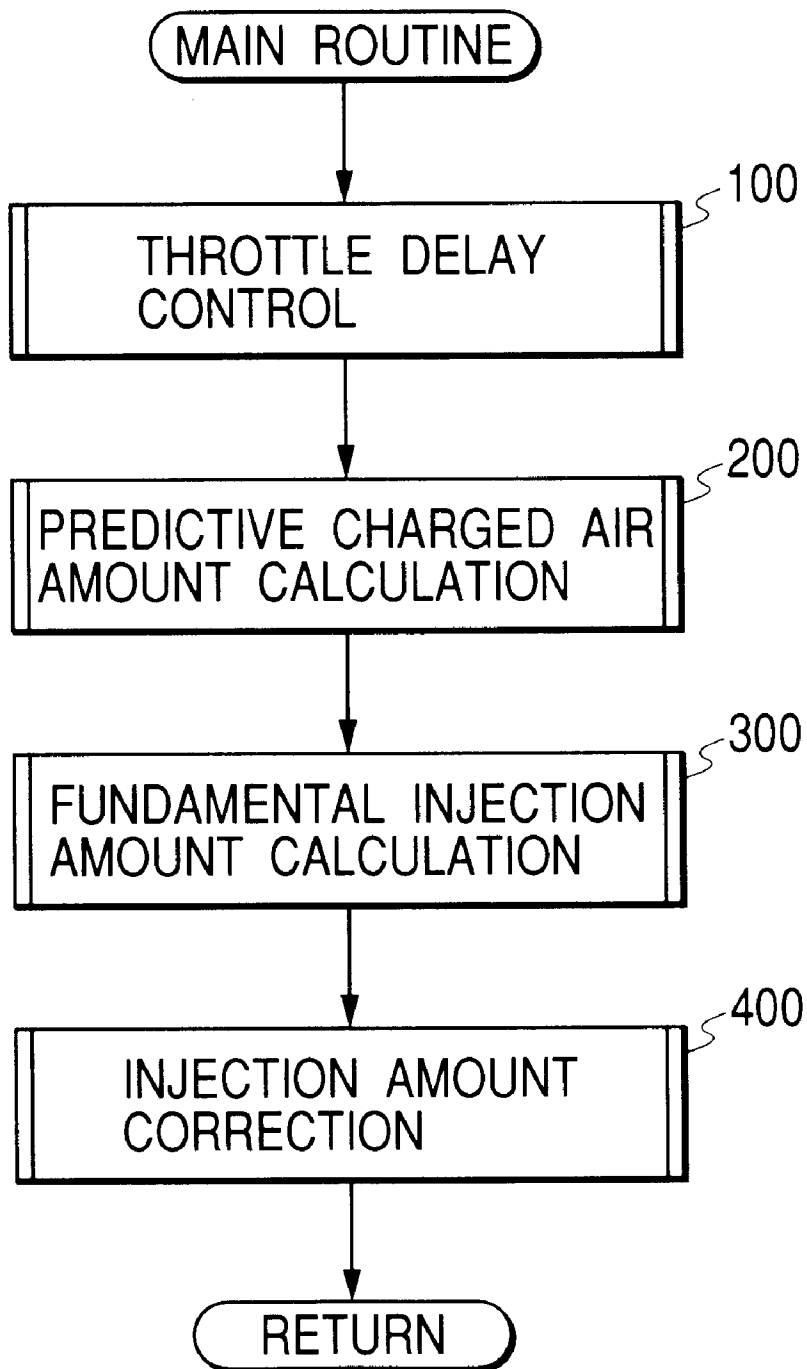 MAIN ROUTINE
100
THROTTLE DELAY
CONTROL
200
PREDICTIVE CHARGED AIR
AMOUNT CALCULATION
300
FUNDAMENTAL INJECTION
AMOUNT CALCULATION
400
INJECTION AMOUNT
CORRECTION
RETURN